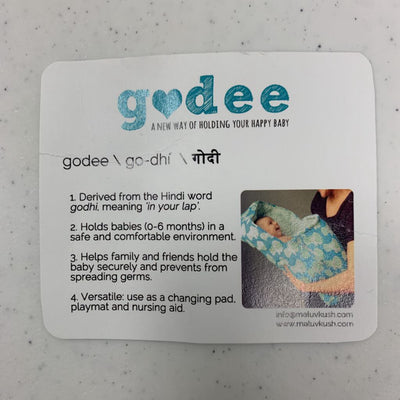 godee
A NEW WAY OF HOLDING YOUR HAPPY BABY
godee \ go-dhi \ गोदी
1. Derived from the Hindi word
godhi, meaning 'in your lap'.
2. Holds babies (0-6 months) in a
safe and comfortable environment.
3. Helps family and friends hold the
baby securely and prevents from
spreading germs.
4. Versatile: use as a changing pad,
playmat and nursing aid.
info@maluvkush.com
www.maluvkush.com